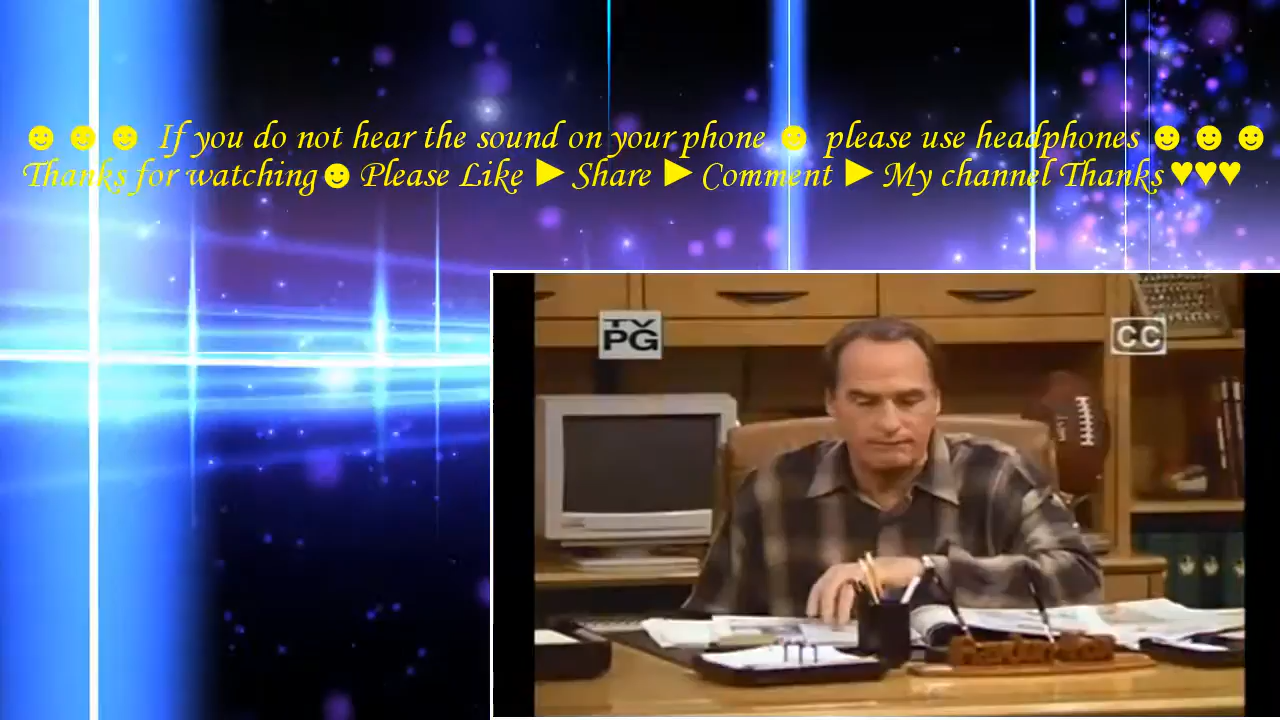 ☻ ☻ ☻ If you do not hear the sound on your phone ☻ please use headphones ☻ ☻ ☻
Thanks for watching☻ Please Like ► Share ► Comment ► My channel Thanks ♥♥♥
TV
PG
CC